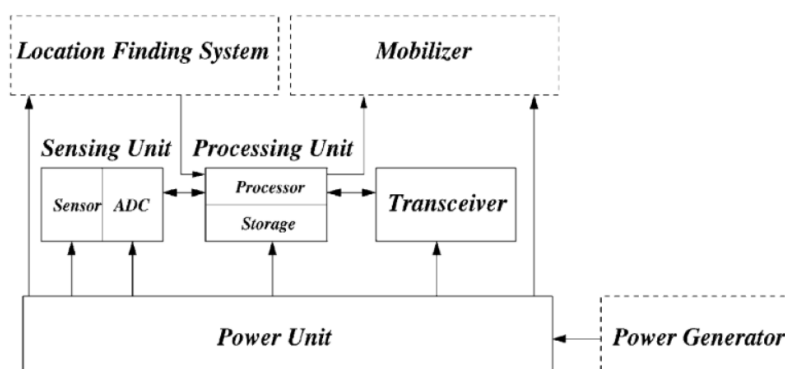 Location Finding System
Mobilizer
Sensing Unit
Processing Unit
Sensor
ADC
Processor
Storage
Transceiver
Power Unit
Power Generator